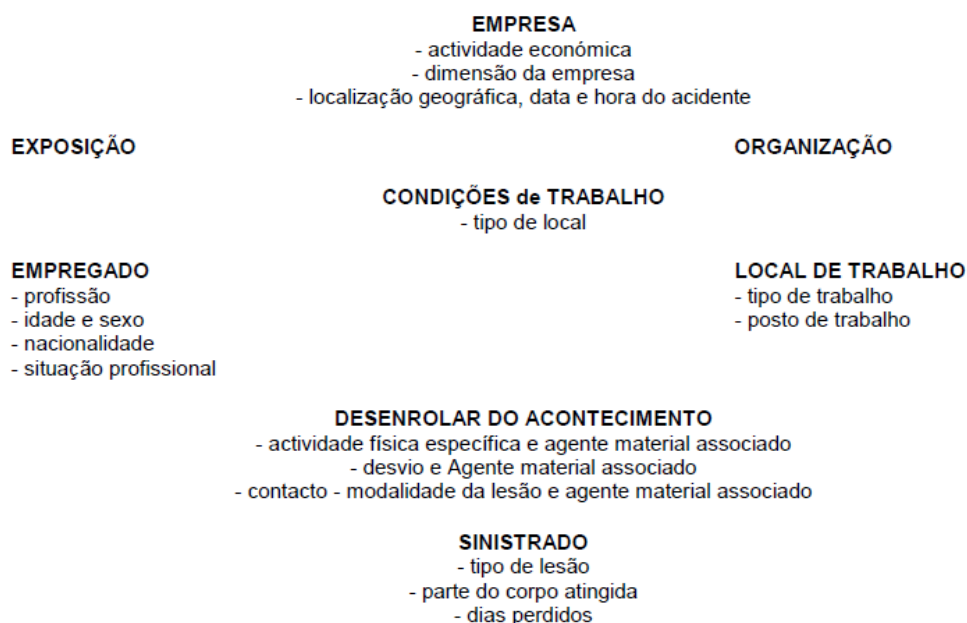 EMPRESA
- actividade económica
- dimensão da empresa
- localização geográfica, data e hora do acidente
EXPOSIÇÃO
ORGANIZAÇÃO
CONDIÇÕES de TRABALHO
- tipo de local
EMPREGADO
- profissão
- idade e sexo
- nacionalidade
- situação profissional
LOCAL DE TRABALHO
- tipo de trabalho
- posto de trabalho
DESENROLAR DO ACONTECIMENTO
- actividade física específica e agente material associado
- desvio e Agente material associado
- contacto - modalidade da lesão e agente material associado
SINISTRADO
- tipo de lesão
- parte do corpo atingida
- dias perdidos